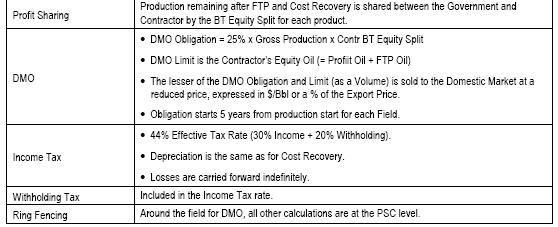 Profit Sharing
Production remaining after FTP and Cost Recovery is shared between the Government and
Contractor by the BT Equity Split for each product.
DMO
• DMO Obligation = 25% x Gross Production x Contr BT Equity Split
• DMO Limit is the Contractor's Equity Oil (= Profiit Oil + FTP Oil)
• The lesser of the DMO Obligation and Limit (as a Volume) is sold to the Domestic Market at a
reduced price, expressed in $/Bbl or a % of the Export Price.
• Obligation starts 5 years from production start for each Field.
Income Tax
• 44% Effective Tax Rate (30% Income + 20% Withholding).
• Depreciation is the same as for Cost Recovery.
• Losses are carried forward indefinitely.
Withholding Tax
Included in the Income Tax rate.
Ring Fencing
Around the field for DMO, all other calculations are at the PSC level.